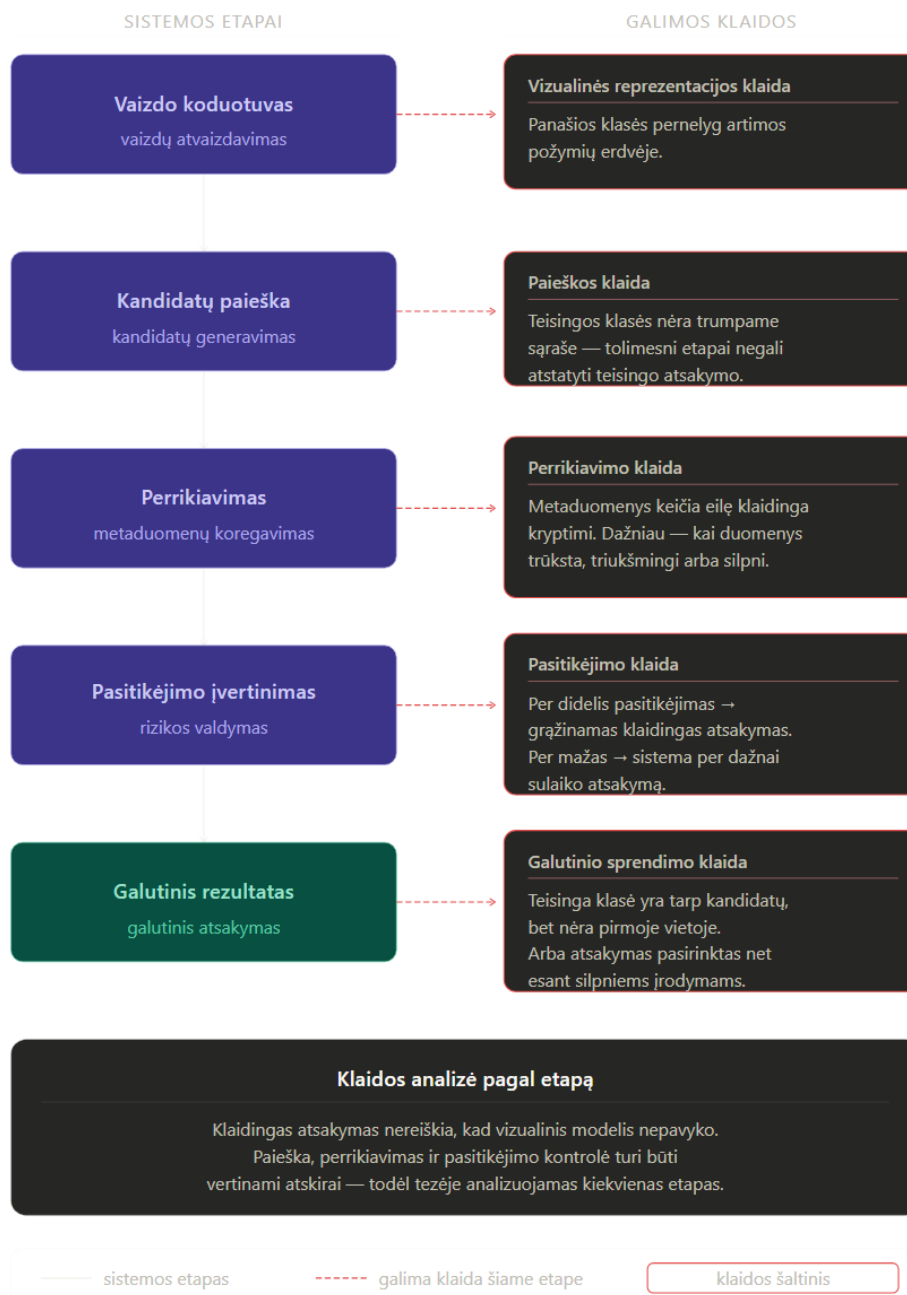 SISTEMOS ETAPAI
GALIMOS KLAIDOS
Vaizdo koduotuvas
vaizdų atvaizdavimas
Vizualinės reprezentacijos klaida
Panašios klasės pernelyg artimos
požymių erdvėje.
Kandidatų paieška
kandidatų generavimas
Paieškos klaida
Teisingos klasės nėra trumpame
sąraše — tolimesni etapai negali
atstatyti teisingo atsakymo.
Perrikiavimas
metaduomenų koregavimas
Perrikiavimo klaida
Metaduomenys keičia eilę klaidinga
kryptimi. Dažniau — kai duomenys
trūksta, triukšmingi arba silpni.
Pasitikėjimo įvertinimas
rizikos valdymas
Pasitikėjimo klaida
Per didelis pasitikėjimas →
grąžinamas klaidingas atsakymas.
Per mažas → sistema per dažnai
sulaiko atsakymą.
Galutinis rezultatas
galutinis atsakymas
Galutinio sprendimo klaida
Teisinga klasė yra tarp kandidatų,
bet nėra pirmoje vietoje.
Arba atsakymas pasirinktas net
esant silpniems įrodymams.
Klaidos analizė pagal etapą
Klaidingas atsakymas nereiškia, kad vizualinis modelis nepavyko.
Paieška, perrikiavimas ir pasitikėjimo kontrolė turi būti
vertinami atskirai — todėl tezėje analizuojamas kiekvienas etapas.
sistemos etapas
galima klaida šiame etape
klaidos šaltinis